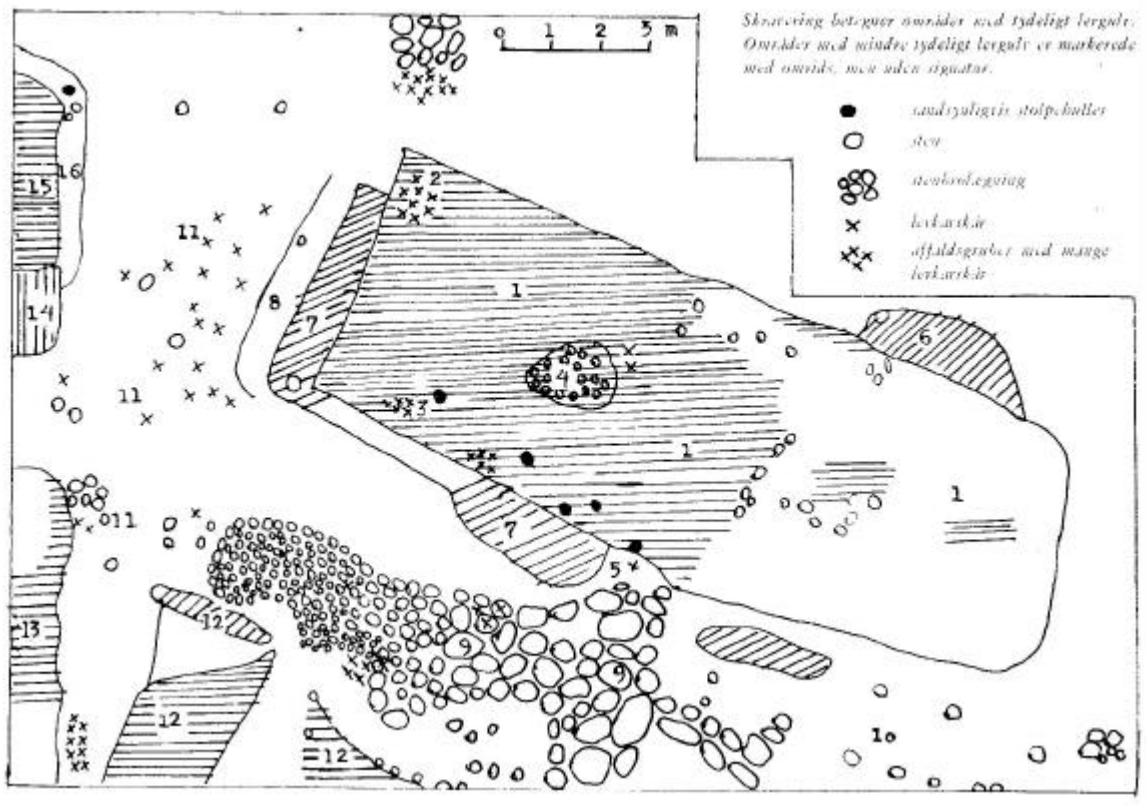 0 1 2 3 m
Skravering betegner områder med tydeligt lergulv.
Områder med mindre tydeligt lergulv er markerede
med omrids, men uden signatur.
sandsynligvis stolpehuller
sten
stenbrolægning
lerkarskår
affaldsgruber med mange
lerkarskår
2
16
15
11
1
8
7
14
6
4
3
11
1
1
11
7
5
13
12
9
9
12
12
10